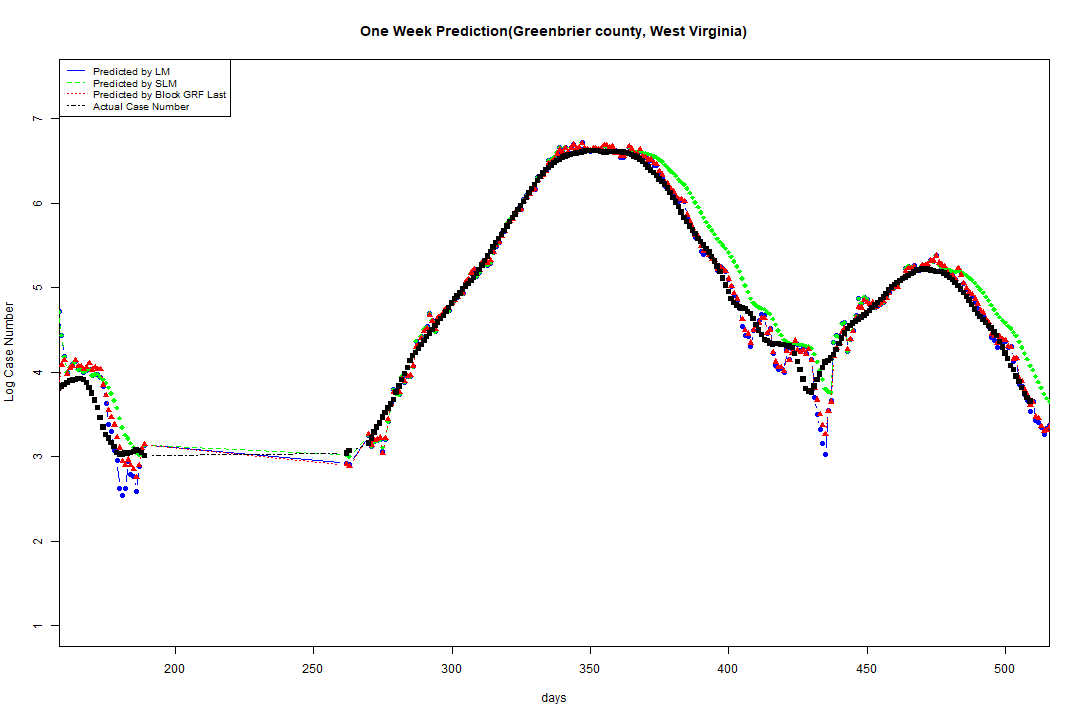 One Week Prediction(Greenbrier county, West Virginia)
Predicted by LM
Predicted by SLM
Predicted by Block GRF Last
Actual Case Number
7
6
5
4
3
2
1
Log Case Number
200 250 300 350 400 450 500
days